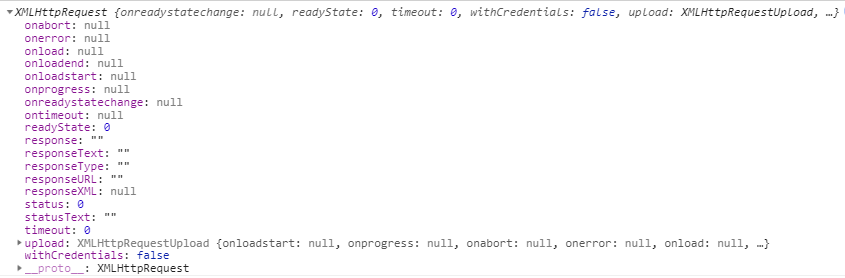 ▼XMLHttpRequest {onreadystatechange: null, readyState: 0, timeout: 0, withCredentials: false, upload: XMLHttpRequestUpload, …}
onabort: null
onerror: null
onload: null
onloadend: null
onloadstart: null
onprogress: null
onreadystatechange: null
ontimeout: null
readyState: 0
response: ""
responseText: ""
responseType: ""
responseURL: ""
responseXML: null
status: 0
statusText: ""
timeout: 0
▶upload: XMLHttpRequestUpload {onloadstart: null, onprogress: null, onabort: null, onerror: null, onload: null, …}
withCredentials: false
▶__proto__: XMLHttpRequest